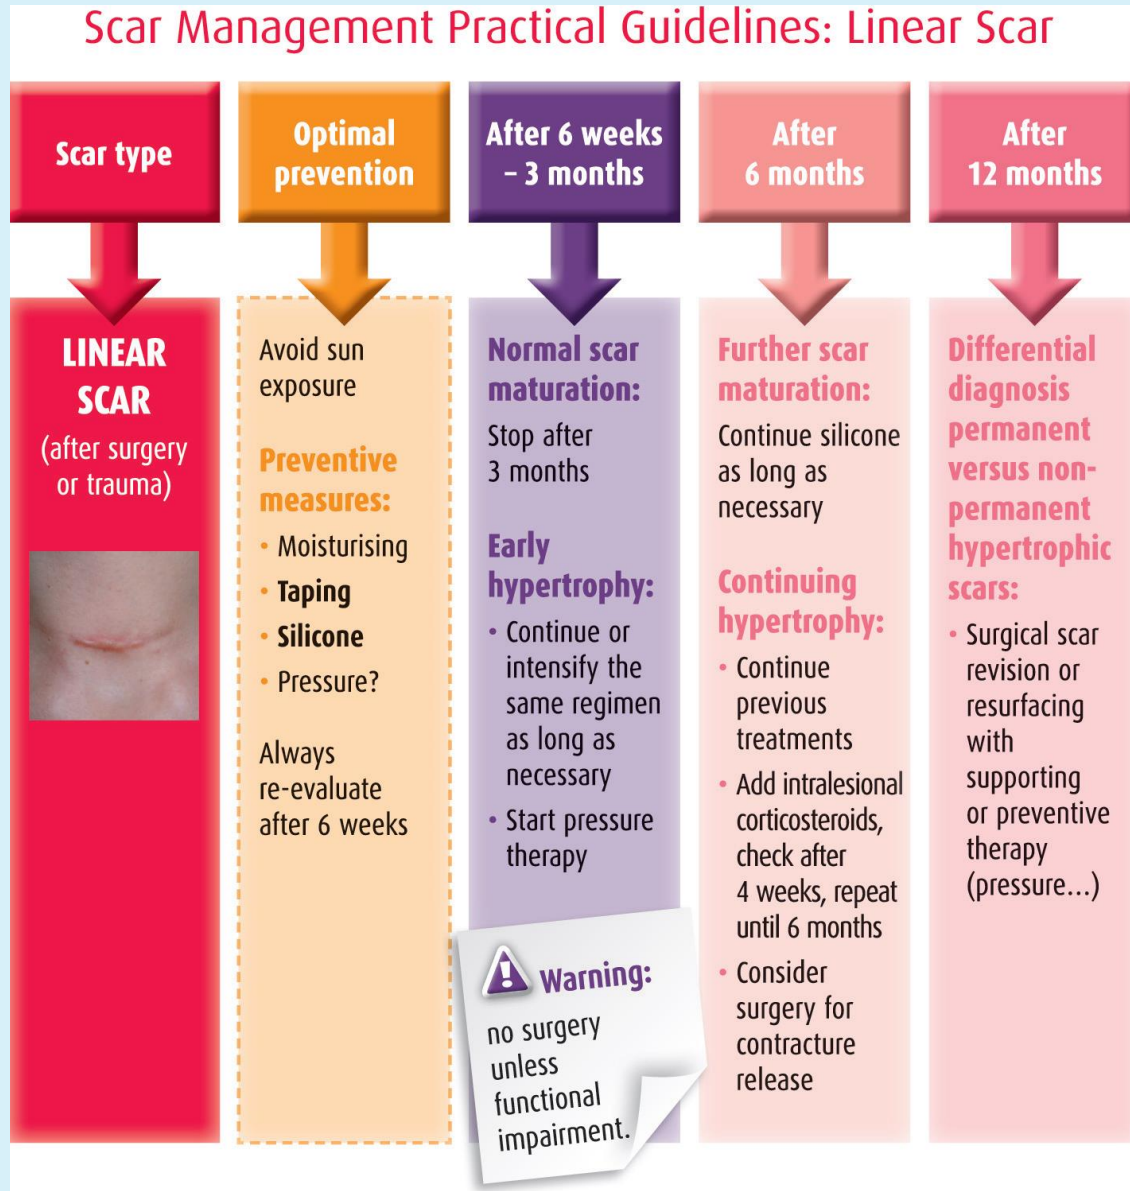 Scar Management Practical Guidelines: Linear Scar
Scar type
Optimal
prevention
After 6 weeks
– 3 months
After
6 months
After
12 months
LINEAR
SCAR
(after surgery
or trauma)
Avoid sun
exposure
Preventive
measures:
• Moisturising
• Taping
• Silicone
• Pressure?
Always
re-evaluate
after 6 weeks
Normal scar
maturation:
Stop after
3 months
Early
hypertrophy:
• Continue or
intensify the
same regimen
as long as
necessary
• Start pressure
therapy
Warning:
no surgery
unless
functional
impairment.
Further scar
maturation:
Continue silicone
as long as
necessary
Continuing
hypertrophy:
• Continue
previous
treatments
• Add intralesional
corticosteroids,
check after
4 weeks, repeat
until 6 months
• Consider
surgery for
contracture
release
Differential
diagnosis
permanent
versus non-
permanent
hypertrophic
scars:
• Surgical scar
revision or
resurfacing
with
supporting
or preventive
therapy
(pressure...)